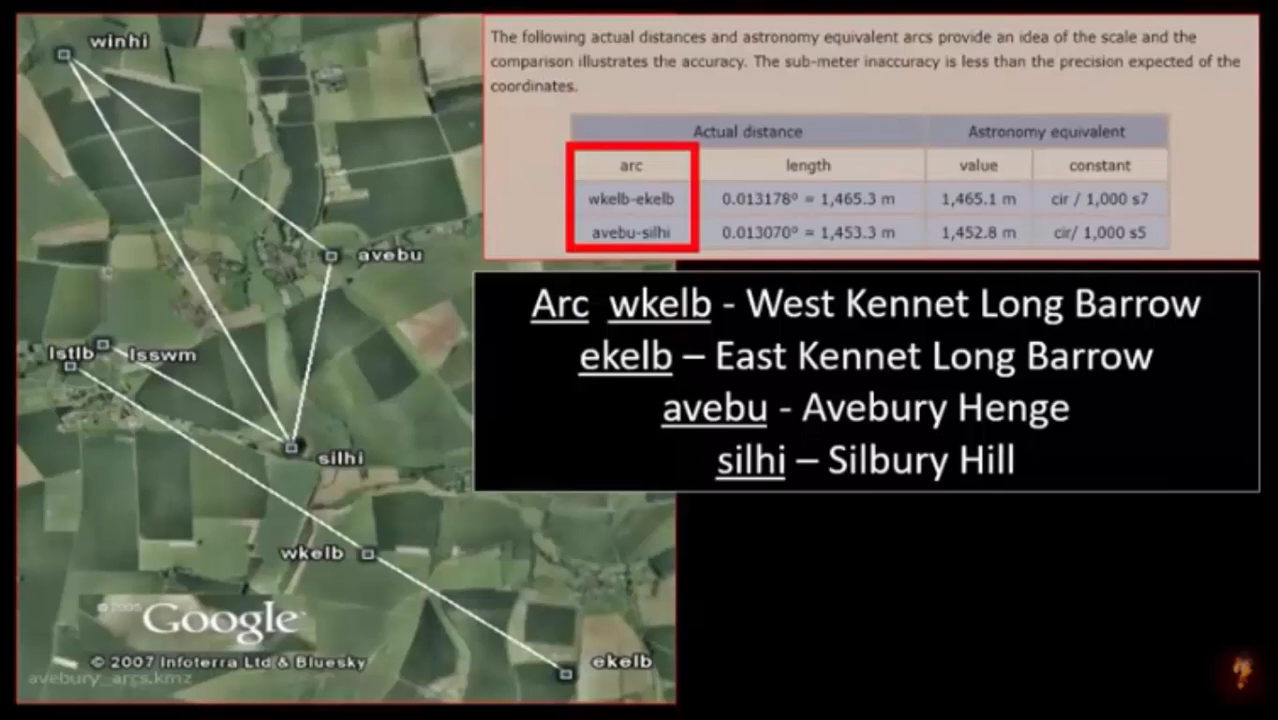 winhi
avebu
lstlb
lsswm
silhi
wkelb
ekelb
© 2005 Google
© 2007 Infoterra Ltd & Bluesky
avebury_arcs.kmz
The following actual distances and astronomy equivalent arcs provide an idea of the scale and the
comparison illustrates the accuracy. The sub-meter inaccuracy is less than the precision expected of the
coordinates.
Actual distance Astronomy equivalent
arc length value constant
wkelb-ekelb 0.013178º = 1,465.3 m 1,465.1 m cir / 1,000 s7
avebu-silhi 0.013070º = 1,453.3 m 1,452.8 m cir/ 1,000 s5
Arc wkelb - West Kennet Long Barrow
ekelb – East Kennet Long Barrow
avebu - Avebury Henge
silhi – Silbury Hill